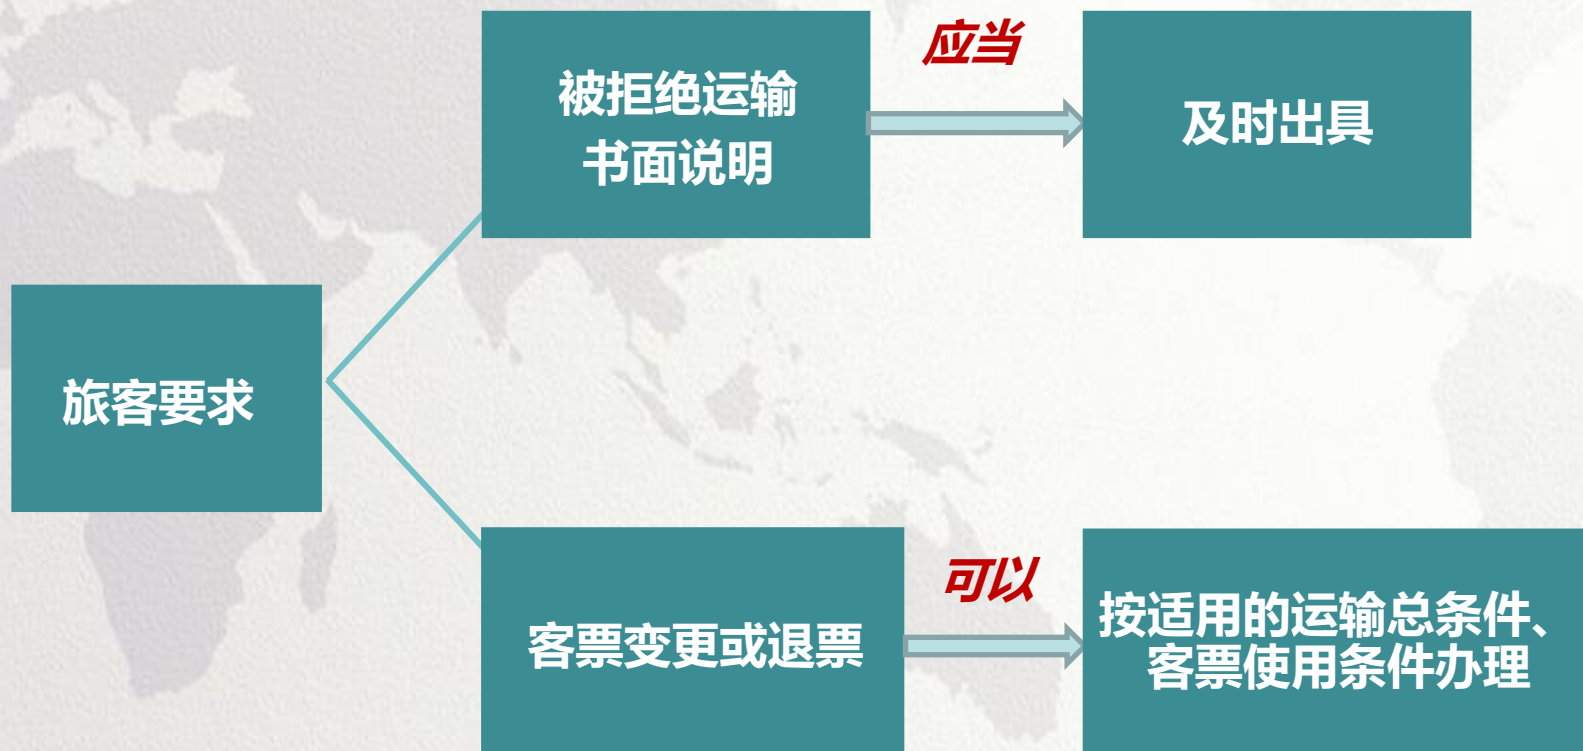 旅客要求
被拒绝运输
书面说明
应当
及时出具
客票变更或退票
可以
按适用的运输总条件、
客票使用条件办理